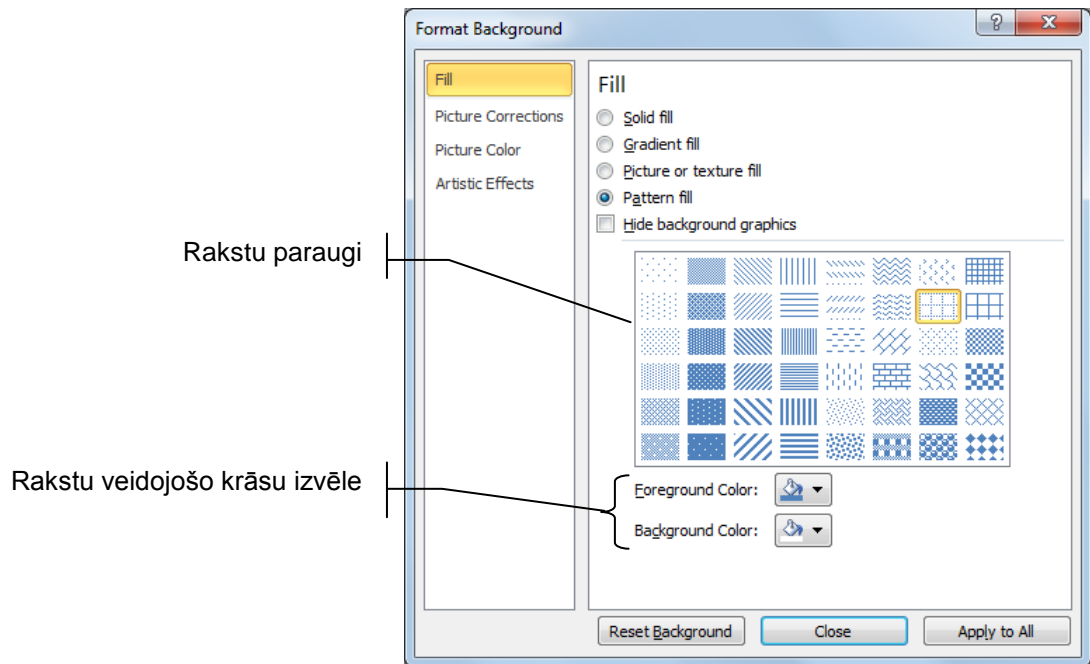 Format Background
Fill
Picture Corrections
Picture Color
Artistic Effects
Fill
Solid fill
Gradient fill
Picture or texture fill
Pattern fill
Hide background graphics
Rakstu paraugi
Rakstu veidojošo krāsu izvēle
Foreground Color:
Background Color:
Reset Background
Close
Apply to All